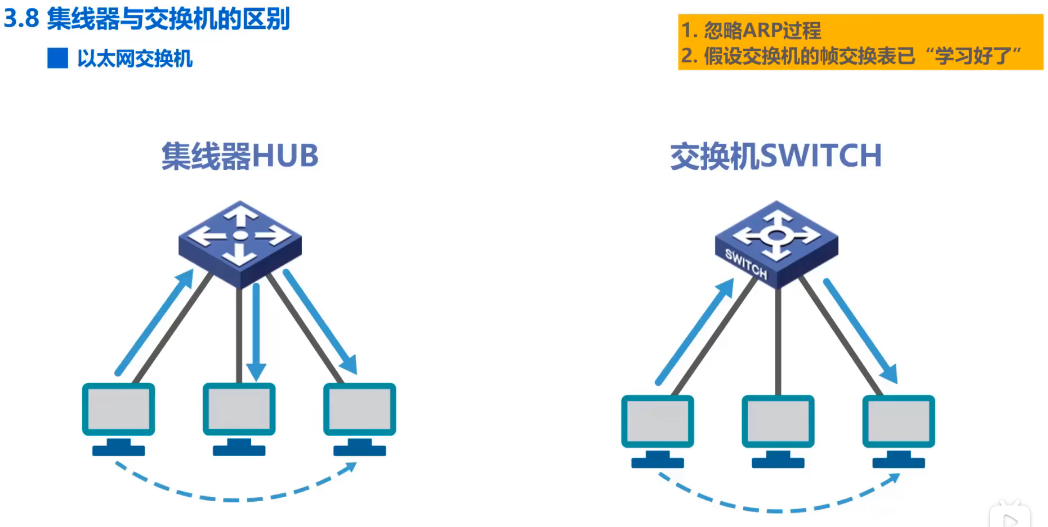 3.8 集线器与交换机的区别
以太网交换机
1. 忽略ARP过程
2. 假设交换机的帧交换表已“学习好了”
集线器HUB
交换机SWITCH
SWITCH